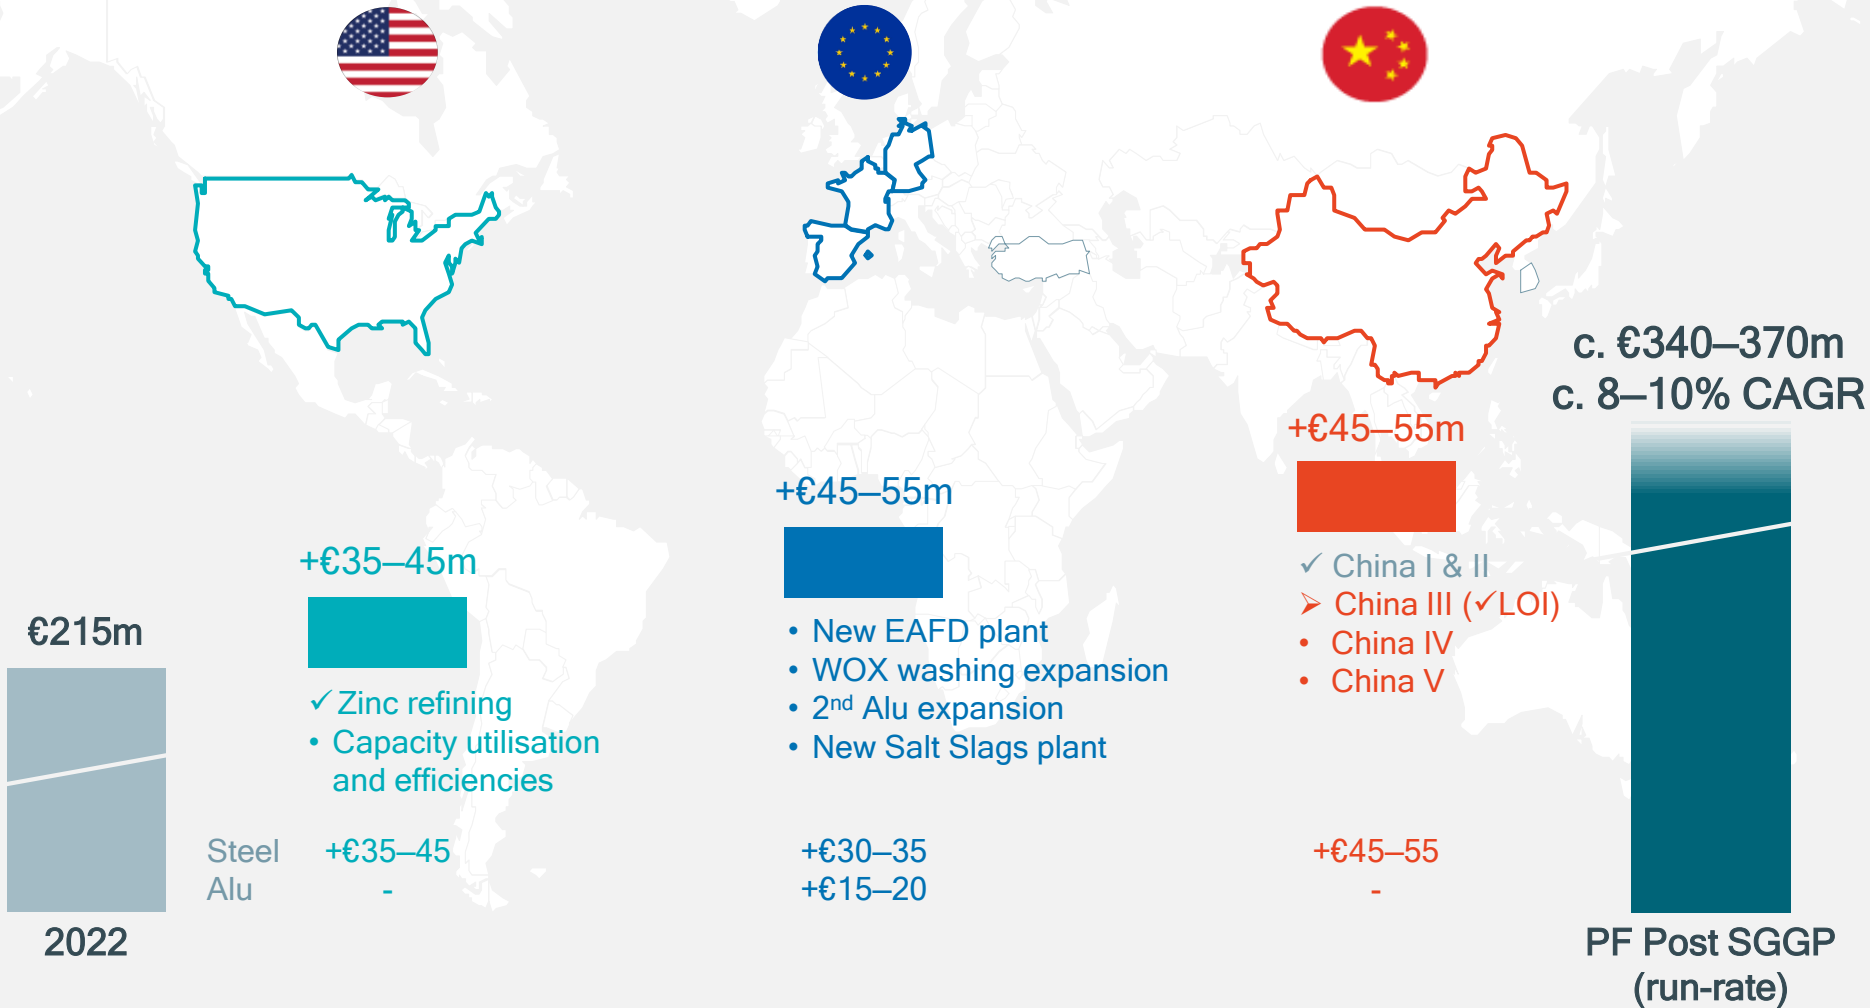 c. €340–370m
c. 8–10% CAGR
+€45–55m
+€45–55m
+€35–45m
€215m
✓ Zinc refining
• Capacity utilisation
and efficiencies
• New EAFD plant
• WOX washing expansion
• 2nd Alu expansion
• New Salt Slags plant
✓ China I & II
➢ China III (✓LOI)
• China IV
• China V
Steel +€35–45 +€30–35 +€45–55
Alu - +€15–20 -
2022
PF Post SGGP
(run-rate)